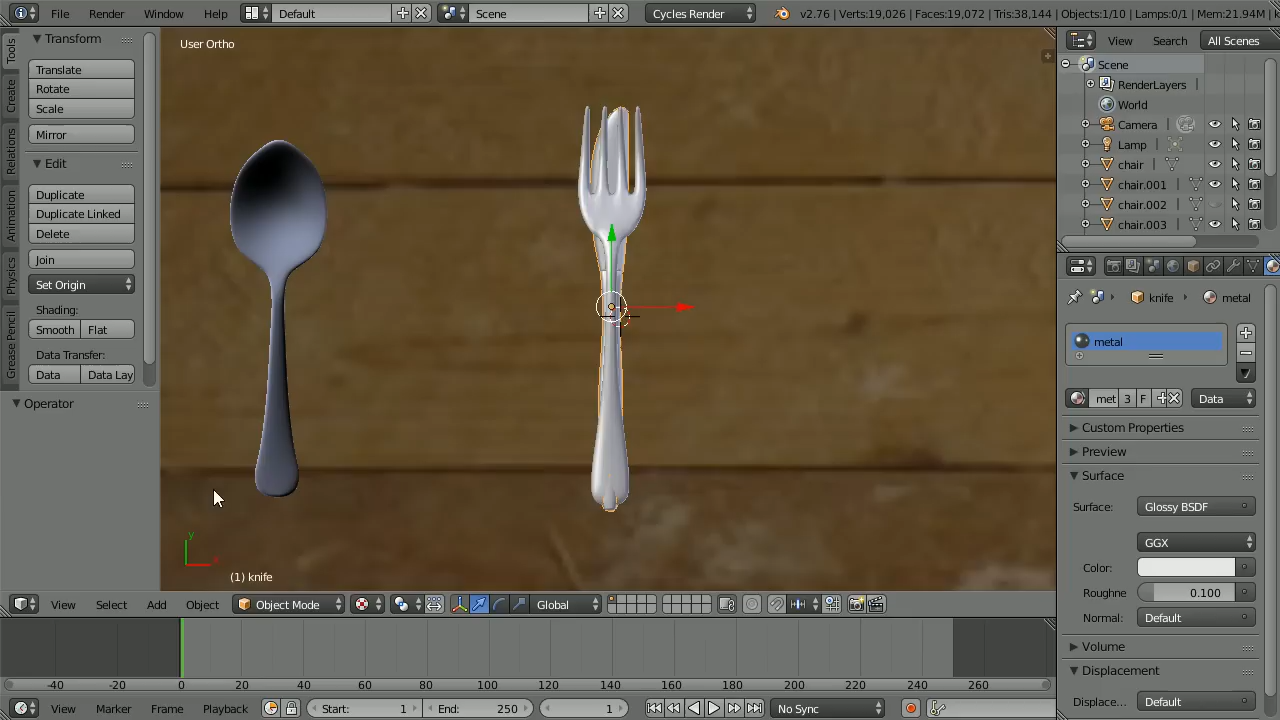 File Render Window Help Default Scene Cycles Render v2.76 | Verts:19,026 | Faces:19,072 | Tris:38,144 | Objects:1/10 | Lamps:0/1 | Mem:21.94M |
Tools
Create
Relations
Animation
Physics
Grease Pencil
Transform
Translate
Rotate
Scale
Mirror
Edit
Duplicate
Duplicate Linked
Delete
Join
Set Origin
Shading:
Smooth Flat
Data Transfer:
Data Data Lay
Operator
User Ortho
y
x
(1) knife
View Select Add Object Object Mode Global
-40 -20 0 20 40 60 80 100 120 140 160 180 200 220 240 260
View Marker Frame Playback Start: 1 End: 250 1 No Sync
View Search All Scenes
Scene
RenderLayers |
World
Camera |
Lamp |
chair |
chair.001 |
chair.002 |
chair.003 |
knife metal
metal
met 3 F Data
Custom Properties
Preview
Surface
Surface: Glossy BSDF
GGX
Color:
Roughne 0.100
Normal: Default
Volume
Displacement
Displace... Default